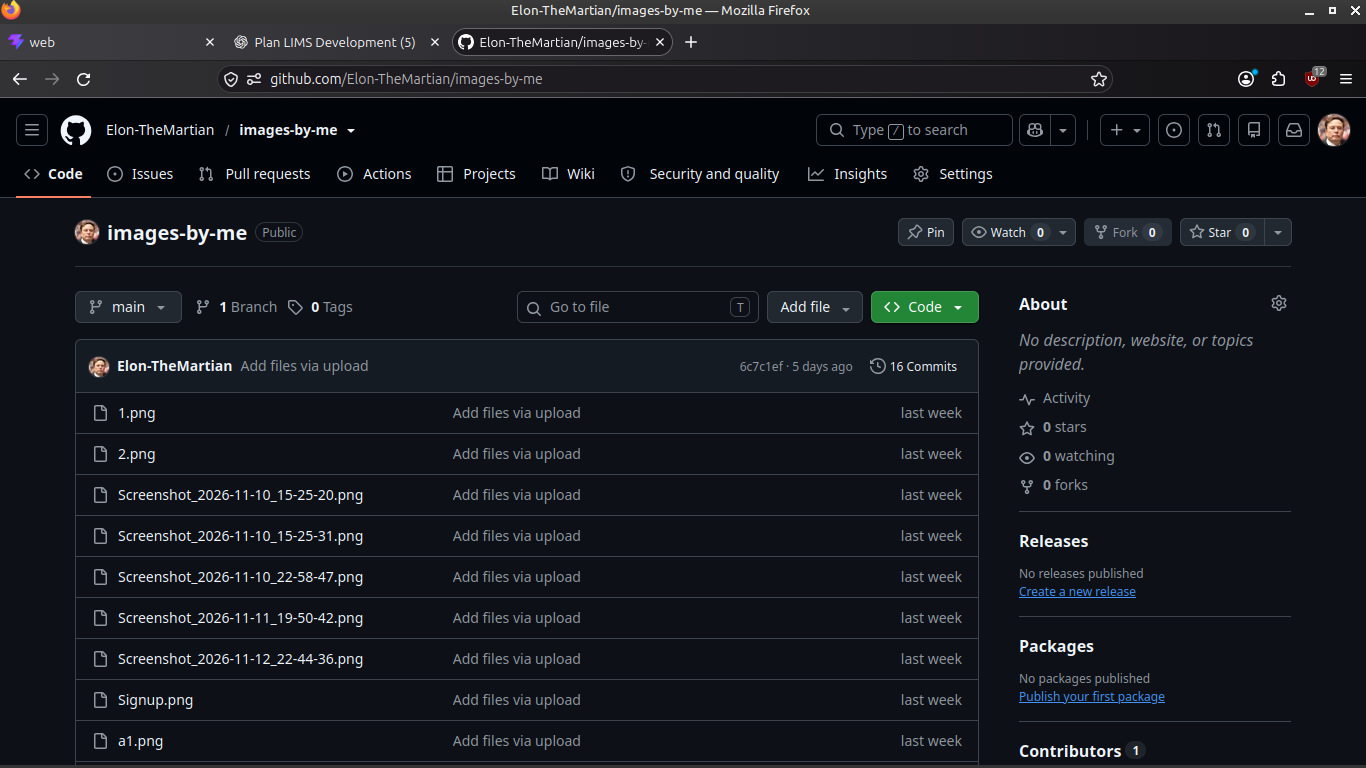 Elon-TheMartian/images-by-me — Mozilla Firefox
web
Plan LIMS Development (5)
Elon-TheMartian/images-by-
github.com/Elon-TheMartian/images-by-me
12
Elon-TheMartian / images-by-me
Type / to search
Code Issues Pull requests Actions Projects Wiki Security and quality Insights Settings
images-by-me Public
Pin Watch 0 Fork 0 Star 0
main 1 Branch 0 Tags Go to file T Add file Code
Elon-TheMartian Add files via upload 6c7c1ef · 5 days ago 16 Commits
1.png Add files via upload last week
2.png Add files via upload last week
Screenshot_2026-11-10_15-25-20.png Add files via upload last week
Screenshot_2026-11-10_15-25-31.png Add files via upload last week
Screenshot_2026-11-10_22-58-47.png Add files via upload last week
Screenshot_2026-11-11_19-50-42.png Add files via upload last week
Screenshot_2026-11-12_22-44-36.png Add files via upload last week
Signup.png Add files via upload last week
a1.png Add files via upload last week
About
No description, website, or topics
provided.
Activity
0 stars
0 watching
0 forks
Releases
No releases published
Create a new release
Packages
No packages published
Publish your first package
Contributors 1